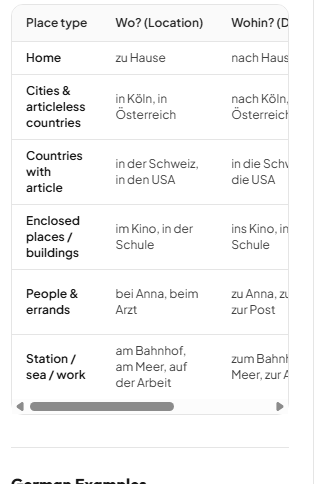 Place type Wo? (Location) Wohin? (D
Home zu Hause nach Haus
Cities &
articleless
countries
in Köln, in
Österreich
nach Köln,
Österreich
Countries
with
article
in der Schweiz,
in den USA
in die Schw
die USA
Enclosed
places /
buildings
im Kino, in der
Schule
ins Kino, in
Schule
People &
errands
bei Anna, beim
Arzt
zu Anna, zu
zur Post
Station /
sea / work
am Bahnhof,
am Meer, auf
der Arbeit
zum Bahnh
Meer, zur A
German Examples